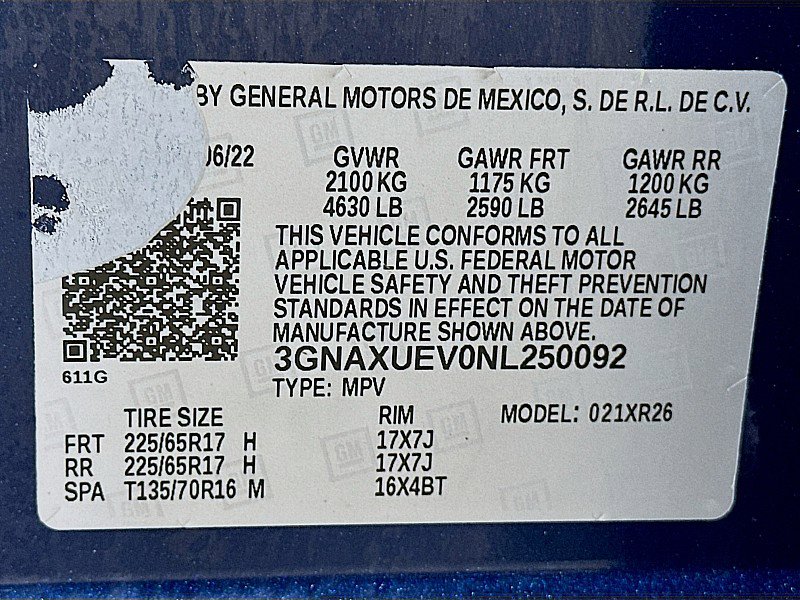 BY GENERAL MOTORS DE MEXICO, S. DE R.L. DE C.V.
06/22 GVWR GAWR FRT GAWR RR
2100 KG 1175 KG 1200 KG
4630 LB 2590 LB 2645 LB
THIS VEHICLE CONFORMS TO ALL
APPLICABLE U.S. FEDERAL MOTOR
VEHICLE SAFETY AND THEFT PREVENTION
STANDARDS IN EFFECT ON THE DATE OF
MANUFACTURE SHOWN ABOVE.
3GNAXUEV0NL250092
611G
TYPE: MPV
TIRE SIZE RIM MODEL: 021XR26
FRT 225/65R17 H 17X7J
RR 225/65R17 H 17X7J
SPA T135/70R16 M 16X4BT